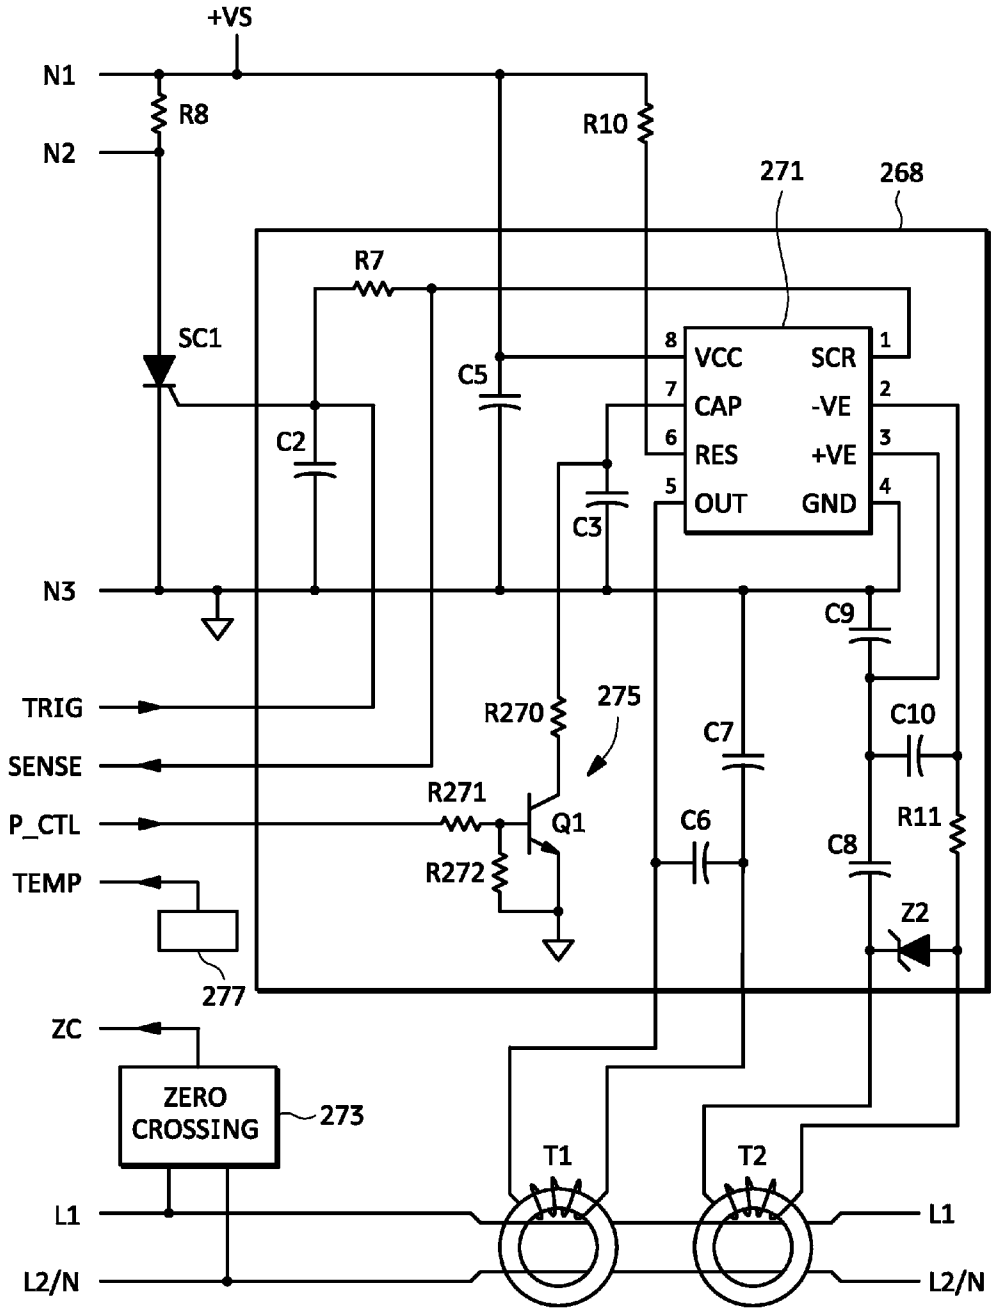 +VS
N1
R8
R10
N2
271
268
R7
SC1
8 VCC SCR 1
C5
7 CAP -VE 2
C2
6 RES +VE 3
5 OUT GND 4
C3
N3
C9
TRIG
R270
275
C7
C10
SENSE
R271
P_CTL
Q1
C6
R11
C8
R272
TEMP
Z2
277
ZC
ZERO
CROSSING
273
T1
T2
L1
L1
L2/N
L2/N